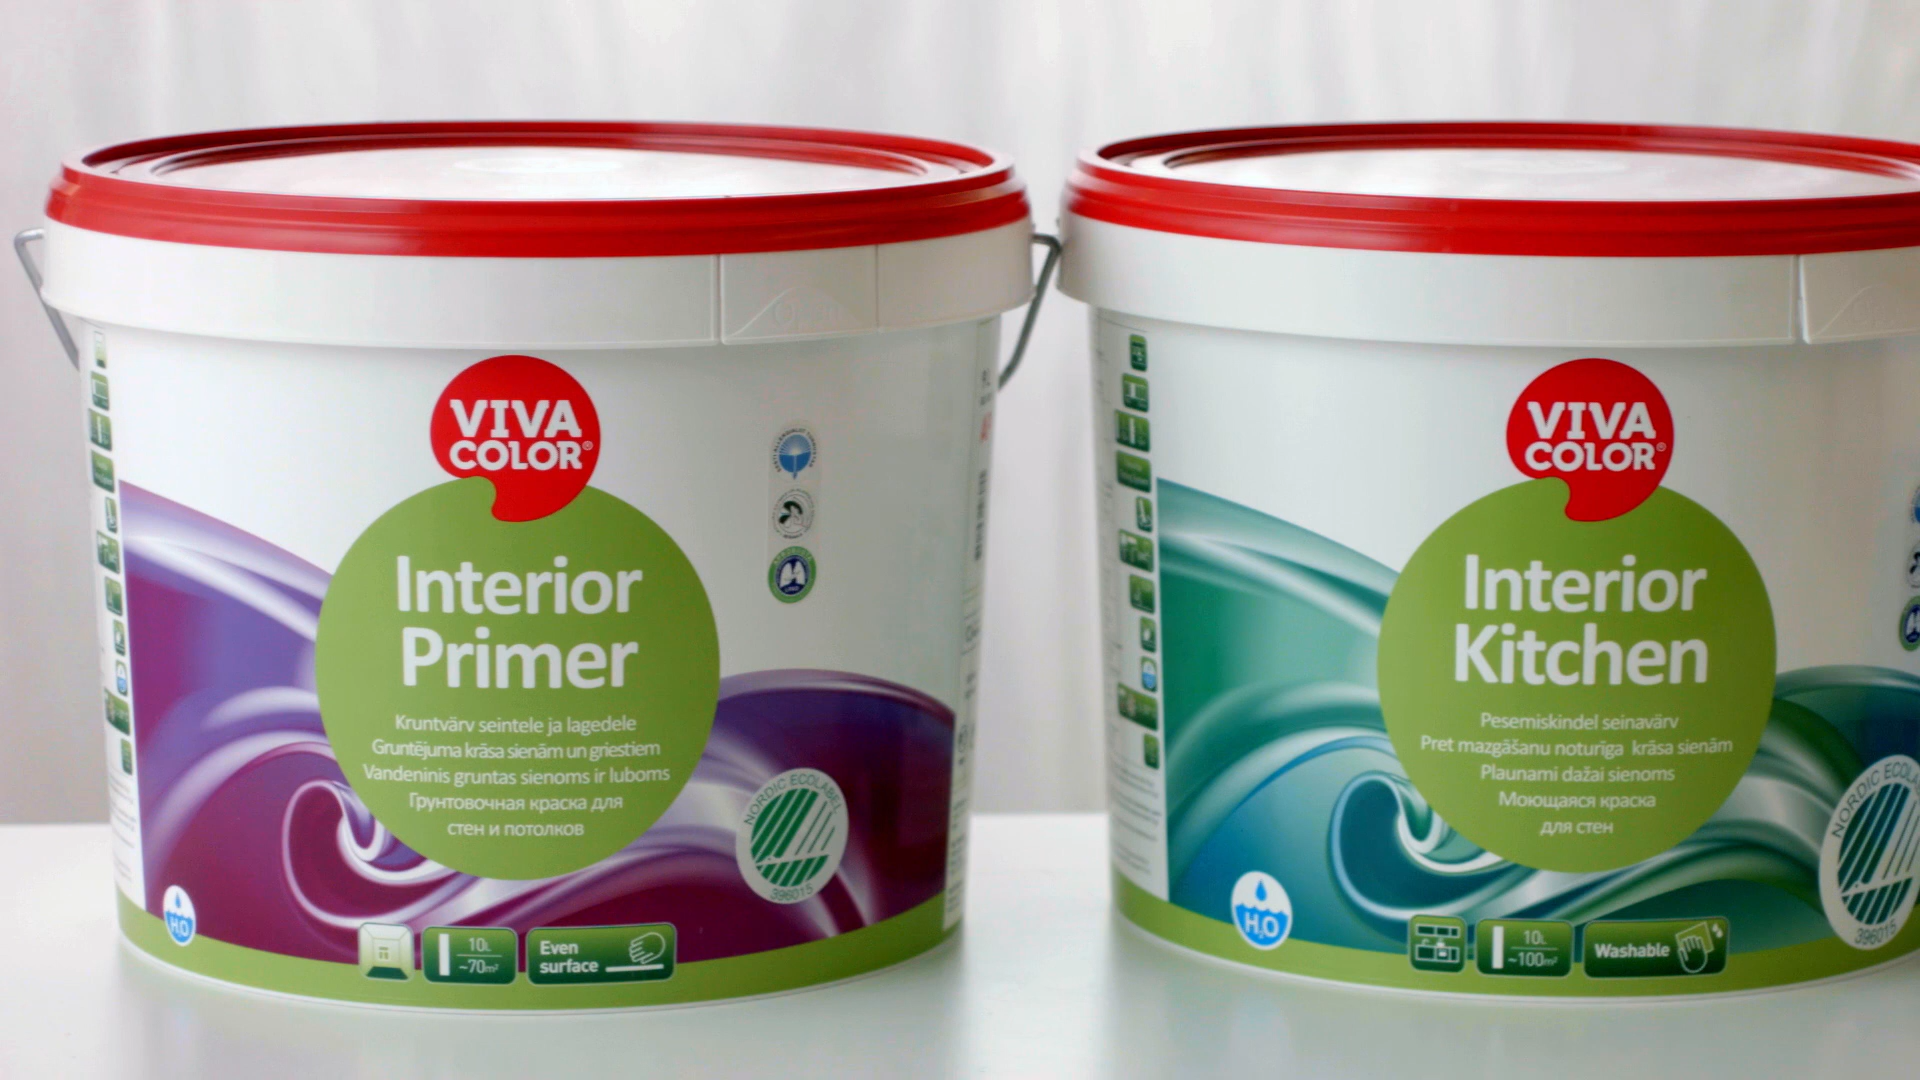 VIVA
COLOR®
Interior
Primer
Kruntvärv seintele ja lagedele
Gruntējuma krāsa sienām un griestiem
Vandeninis gruntas sienoms ir luboms
Грунтовочная краска для
стен и потолков
NORDIC ECOLABEL
396015
H₂O
10L
~70m²
Even
surface
VIVA
COLOR®
Interior
Kitchen
Pesemiskindel seinavärv
Pret mazgāšanu noturīga krāsa sienām
Plaunami dažai sienoms
Моющаяся краска
для стен
NORDIC ECOLA
396015
H₂O
10L
~100m²
Washable